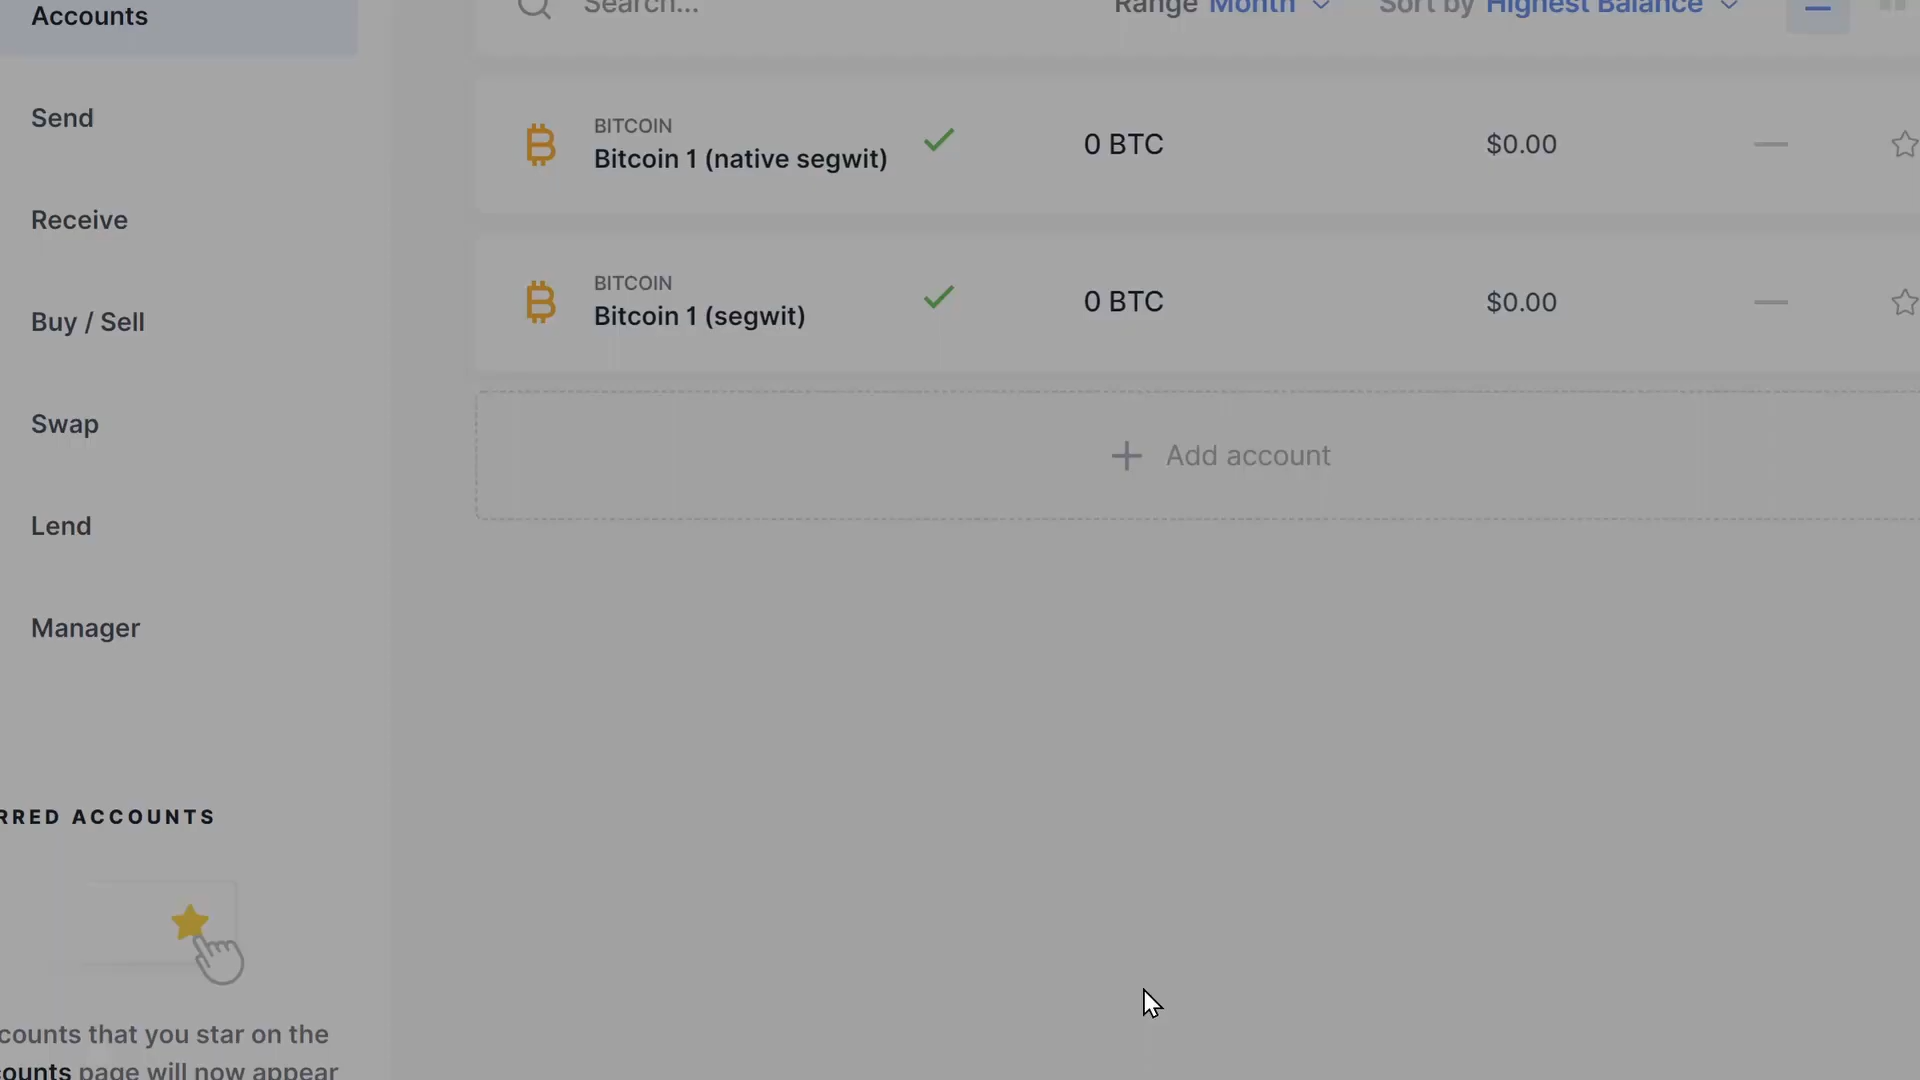 Accounts
Send
Receive
Buy / Sell
Swap
Lend
Manager
RRED ACCOUNTS
counts that you star on the
counts page will now appear
Search...
Range Month
Sort by Highest Balance
BITCOIN
Bitcoin 1 (native segwit)
0 BTC
$0.00
BITCOIN
Bitcoin 1 (segwit)
0 BTC
$0.00
Add account